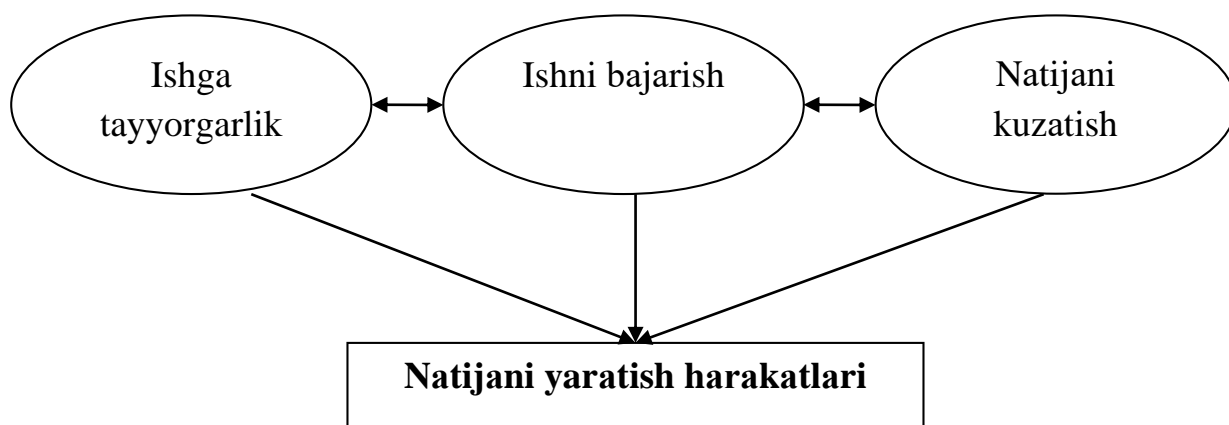 Ishga
tayyorgarlik
Ishni bajarish
Natijani
kuzatish
Natijani yaratish harakatlari